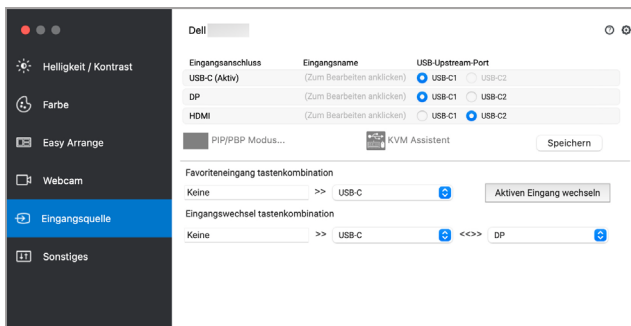 Dell
Helligkeit / Kontrast
Farbe
Easy Arrange
Webcam
Eingangsquelle
Sonstiges
Eingangsanschluss Eingangsname USB-Upstream-Port
USB-C (Aktiv) (Zum Bearbeiten anklicken) USB-C1 USB-C2
DP (Zum Bearbeiten anklicken) USB-C1 USB-C2
HDMI (Zum Bearbeiten anklicken) USB-C1 USB-C2
PIP/PBP Modus... KVM Assistent Speichern
Favoriteneingang tastenkombination
Keine >> USB-C Aktiven Eingang wechseln
Eingangswechsel tastenkombination
Keine >> USB-C <<>> DP